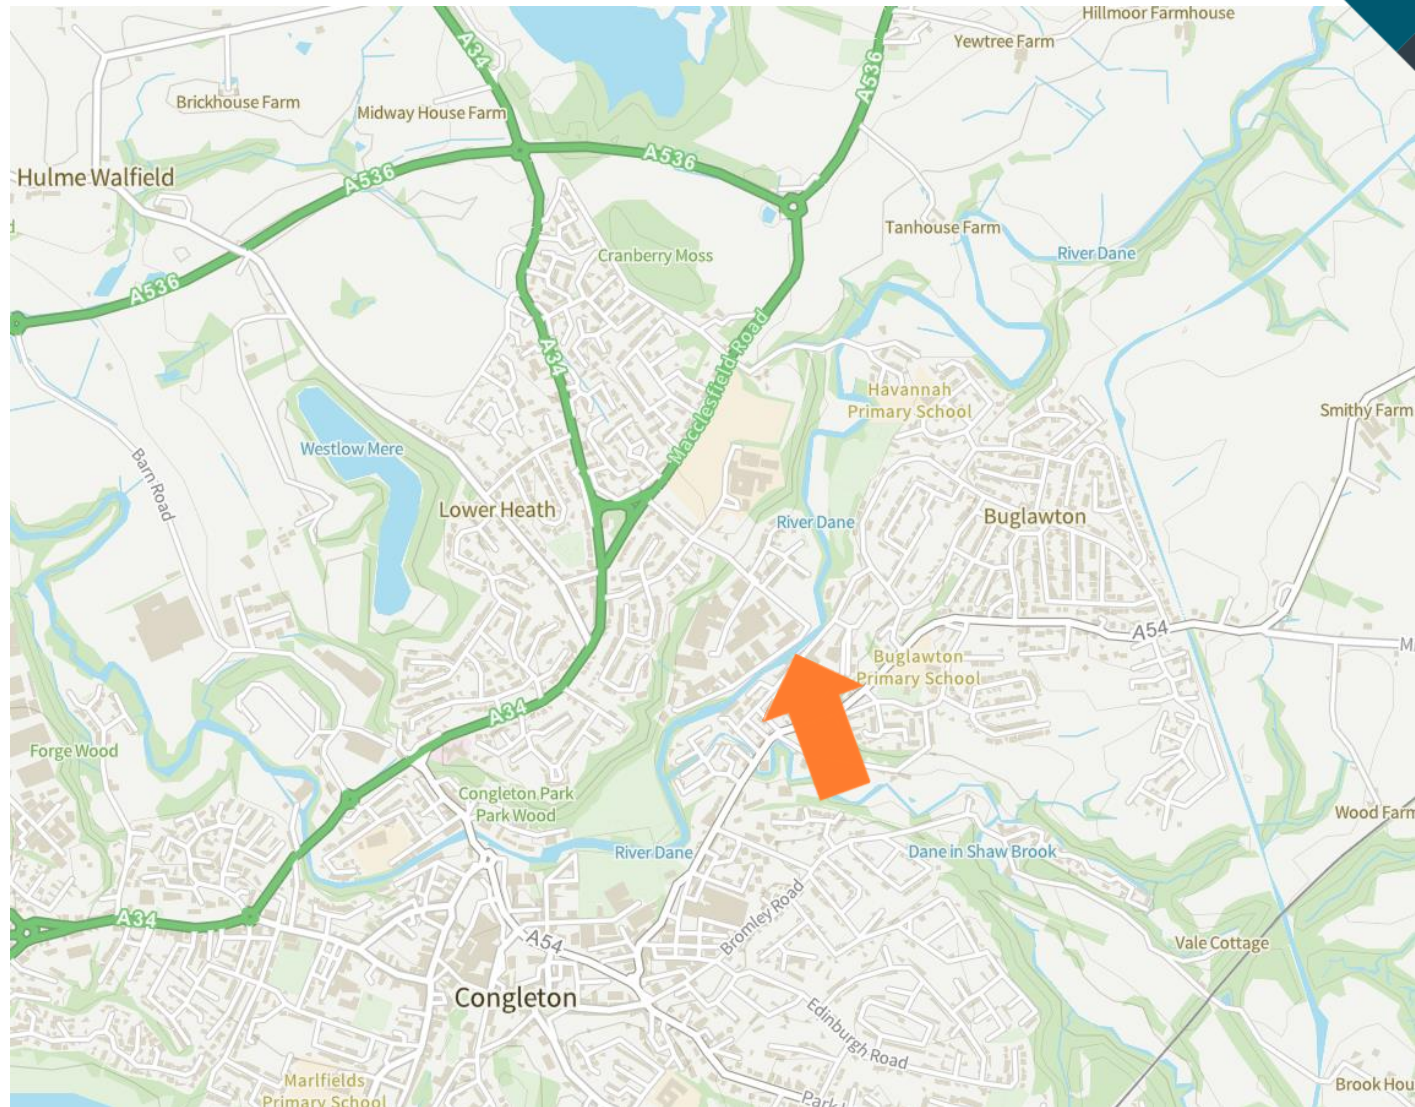 Hillmoor Farmhouse
A34
Yewtree Farm
A536
Brickhouse Farm
Midway House Farm
A536
Hulme Walfield
A536
Tanhouse Farm
Cranberry Moss
River Dane
A536
Macclesfield Road
A34
Havannah
Primary School
Smithy Farm
Westlow Mere
Barn Road
Lower Heath
River Dane
Buglawton
A54
Buglawton
Primary School
A34
Forge Wood
Congleton Park
Park Wood
Wood Farm
River Dane
Dane in Shaw Brook
Bromley Road
A34
A54
Vale Cottage
Congleton
Edinburgh Road
Marlfields
Primary School
Brook Hou